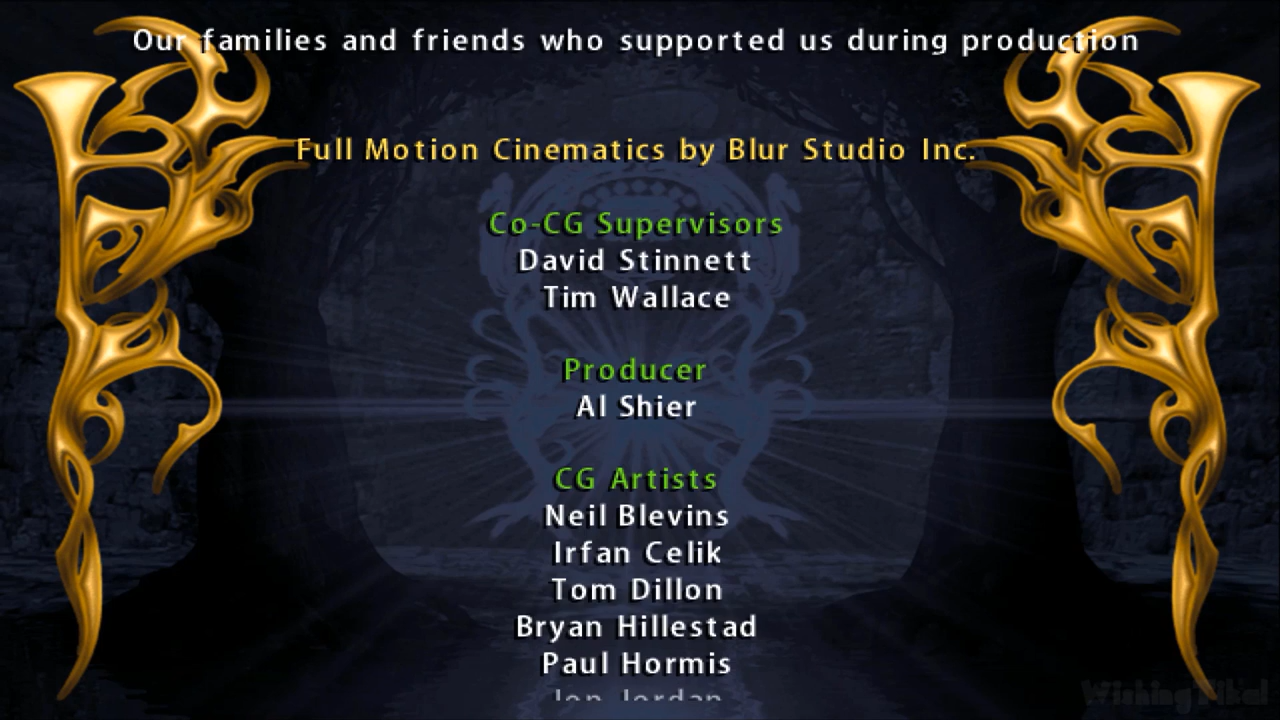 Our families and friends who supported us during production
Full Motion Cinematics by Blur Studio Inc.
Co-CG Supervisors
David Stinnett
Tim Wallace
Producer
Al Shier
CG Artists
Neil Blevins
Irfan Celik
Tom Dillon
Bryan Hillestad
Paul Hormis
Jon Jordan